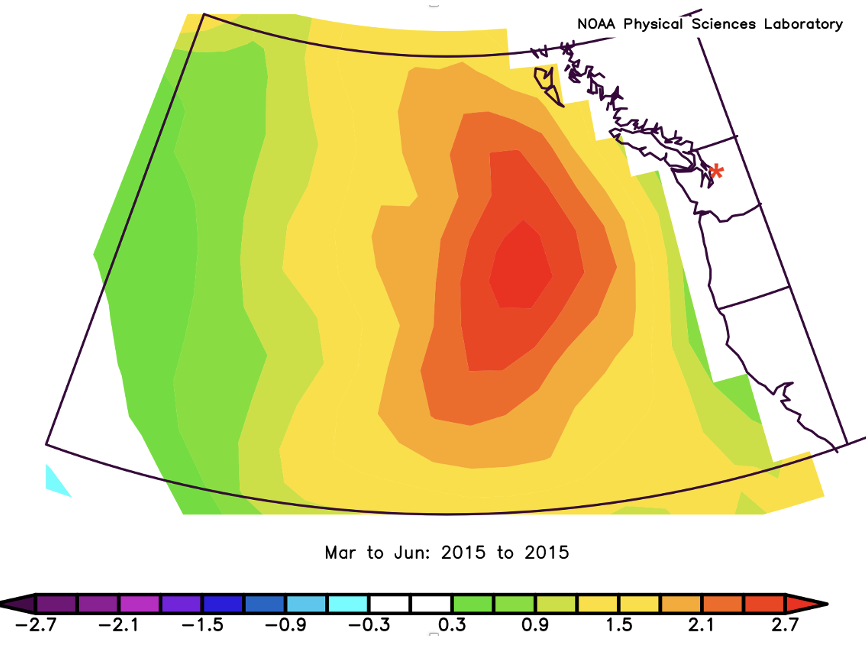 NOAA Physical Sciences Laboratory
*
Mar to Jun: 2015 to 2015
−2.7 −2.1 −1.5 −0.9 −0.3 0.3 0.9 1.5 2.1 2.7